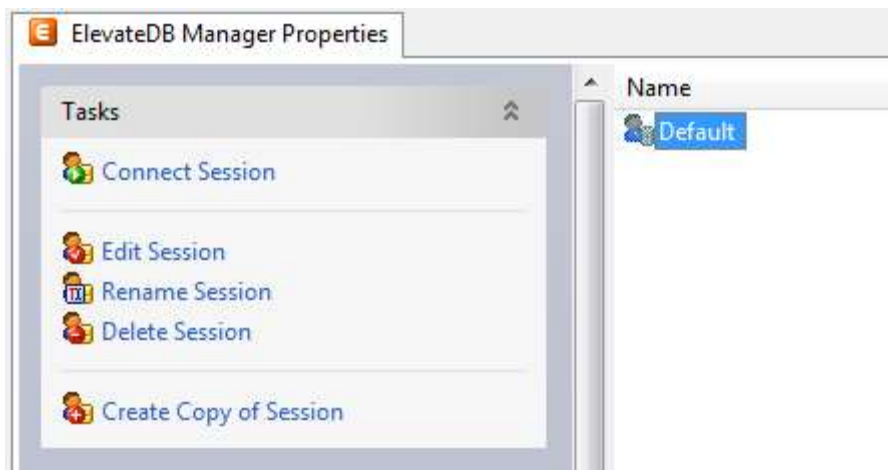 ElevateDB Manager Properties
Tasks
Connect Session
Edit Session
Rename Session
Delete Session
Create Copy of Session
Name
Default